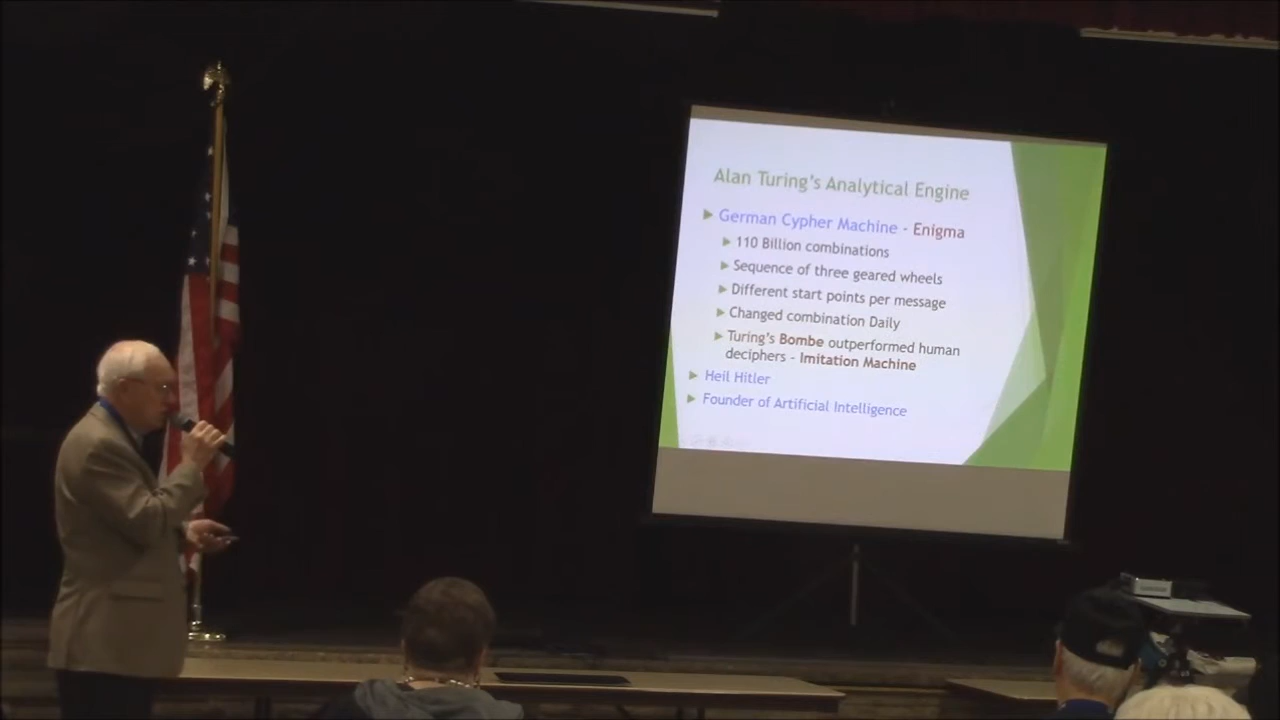 Alan Turing's Analytical Engine
German Cypher Machine - Enigma
110 Billion combinations
Sequence of three geared wheels
Different start points per message
Changed combination Daily
Turing's Bombe outperformed human
deciphers - Imitation Machine
Heil Hitler
Founder of Artificial Intelligence